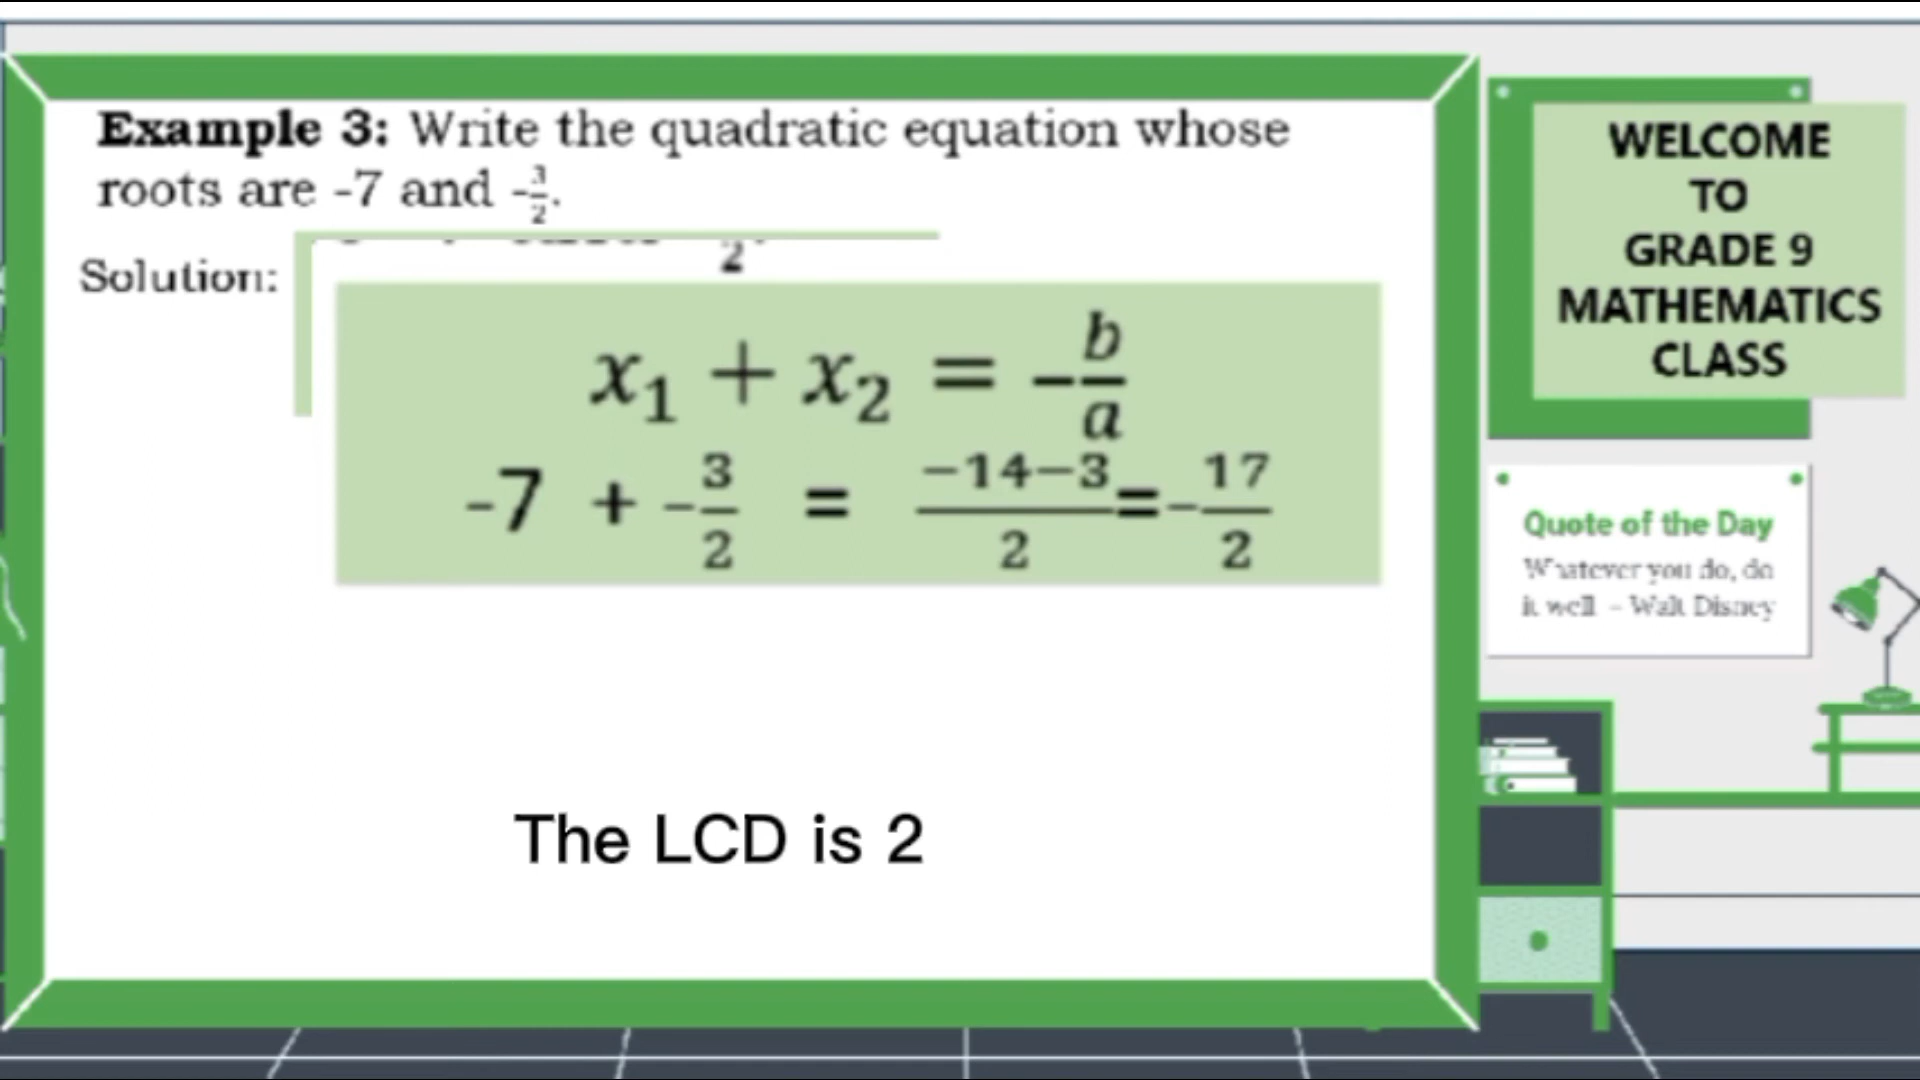 Example 3: Write the quadratic equation whose
roots are -7 and -3/2.
Solution:
2
x₁ + x₂ = -b/a
-7 + -3/2 = −14−3/2 = -17/2
The LCD is 2
WELCOME
TO
GRADE 9
MATHEMATICS
CLASS
Quote of the Day
Whatever you do, do
it well – Walt Disney